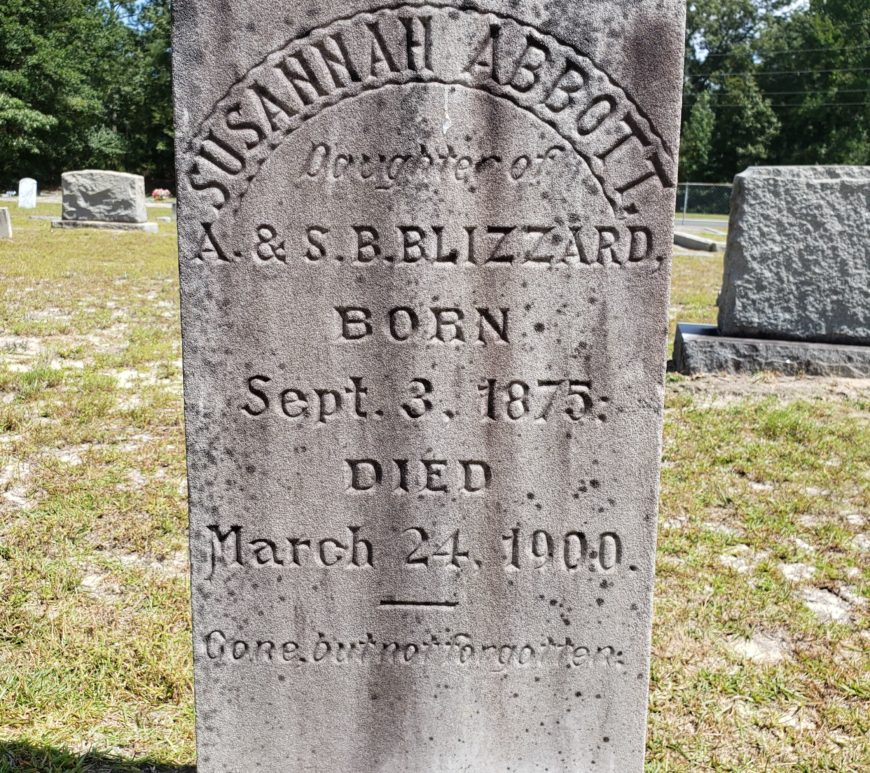 SUSANNAH ABBOTT,
Daughter of
A. & S. B. BLIZZARD,
BORN
Sept. 3, 1875:
DIED
March 24, 1900.
Gone, but not forgotten.